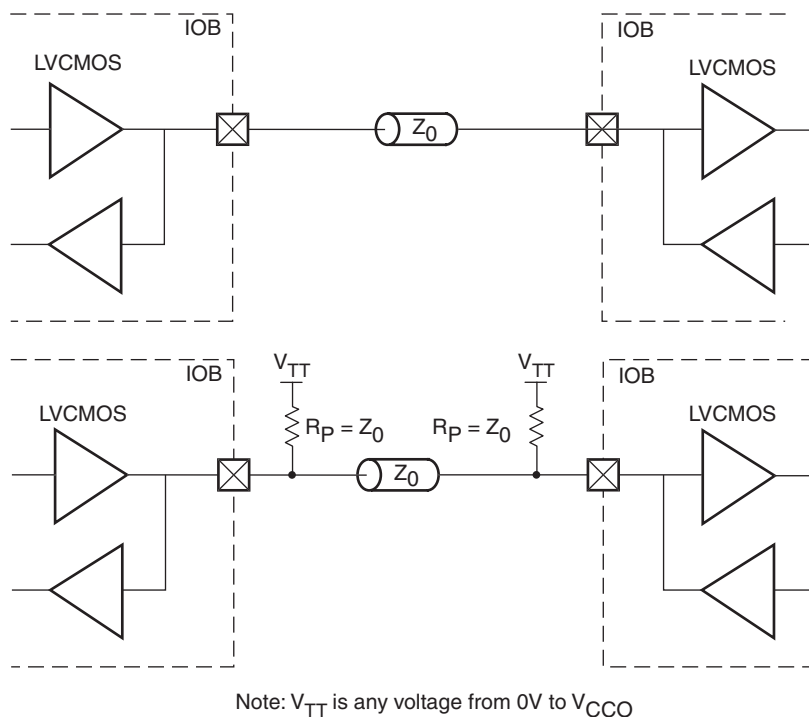 IOB
IOB
LVCMOS
LVCMOS
Z0
IOB
VTT
VTT
IOB
LVCMOS
RP = Z0
RP = Z0
LVCMOS
Z0
Note: VTT is any voltage from 0V to VCCO